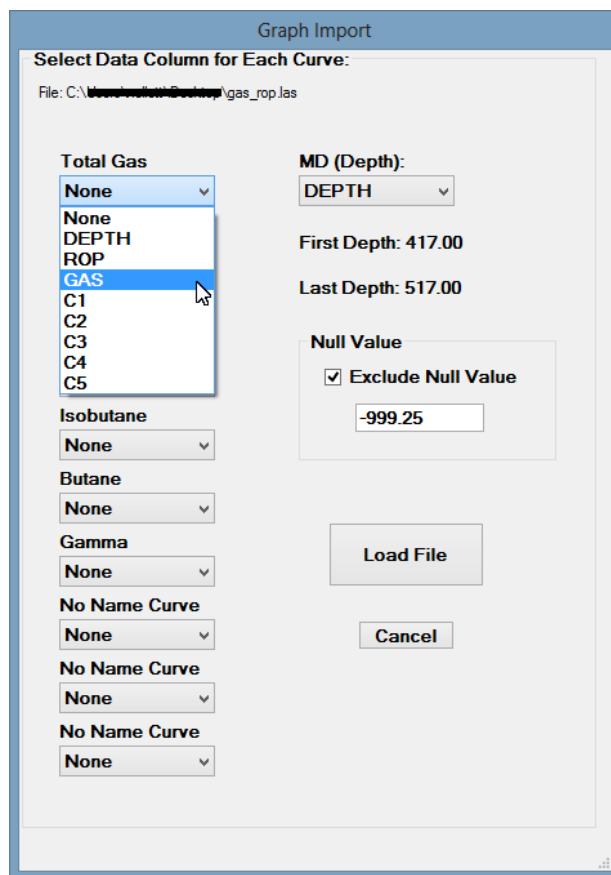 Graph Import
Select Data Column for Each Curve:
File: C:\ \gas_rop.las
Total Gas
None
None
DEPTH
ROP
GAS
C1
C2
C3
C4
C5
Isobutane
None
Butane
None
Gamma
None
No Name Curve
None
No Name Curve
None
No Name Curve
None
MD (Depth):
DEPTH
First Depth: 417.00
Last Depth: 517.00
Null Value
Exclude Null Value
-999.25
Load File
Cancel